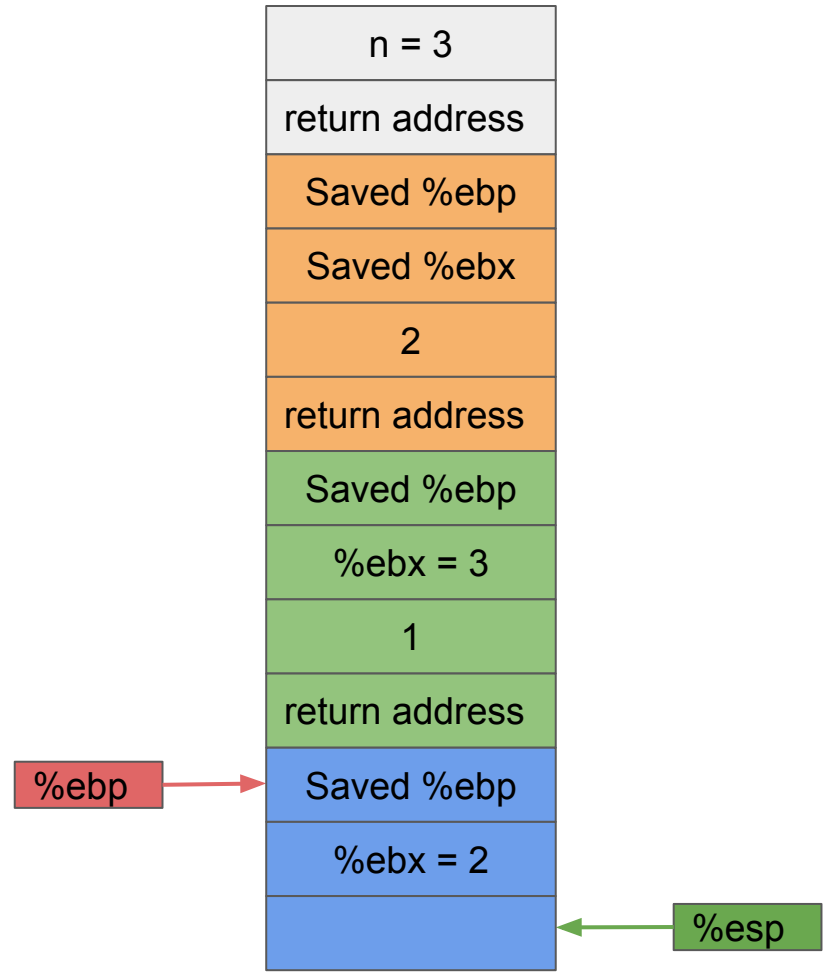 n = 3
return address
Saved %ebp
Saved %ebx
2
return address
Saved %ebp
%ebx = 3
1
return address
%ebp
Saved %ebp
%ebx = 2
%esp